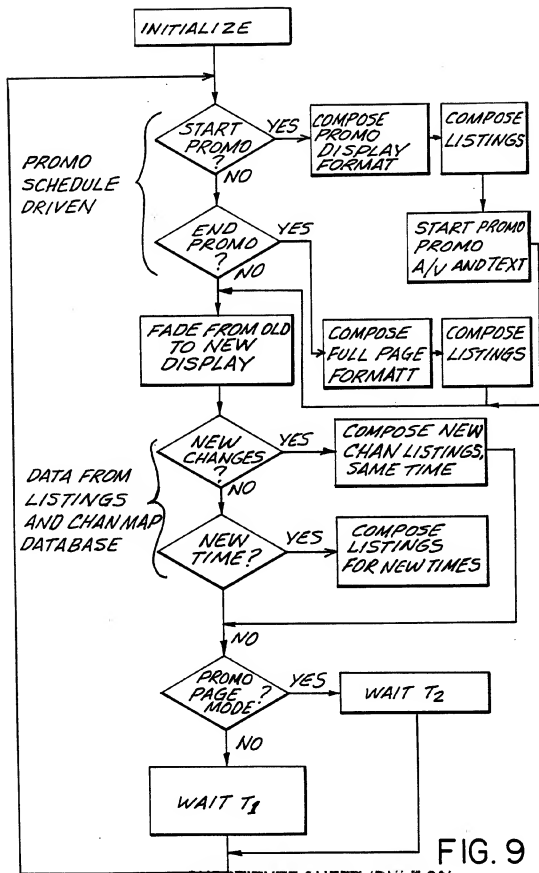 INITIALIZE
START
PROMO
?
YES
NO
COMPOSE
PROMO
DISPLAY
FORMAT
COMPOSE
LISTINGS
PROMO
SCHEDULE
DRIVEN
END
PROMO
?
YES
NO
START PROMO
PROMO
A/V AND TEXT
FADE FROM OLD
TO NEW
DISPLAY
COMPOSE
FULL PAGE
FORMATT
COMPOSE
LISTINGS
NEW
CHANGES
?
YES
NO
COMPOSE NEW
CHAN LISTINGS,
SAME TIME
DATA FROM
LISTINGS
AND CHAN MAP
DATABASE
NEW
TIME?
YES
COMPOSE
LISTINGS
FOR NEW TIMES
NO
PROMO
PAGE ?
MODE
YES
NO
WAIT T2
WAIT T1
FIG. 9